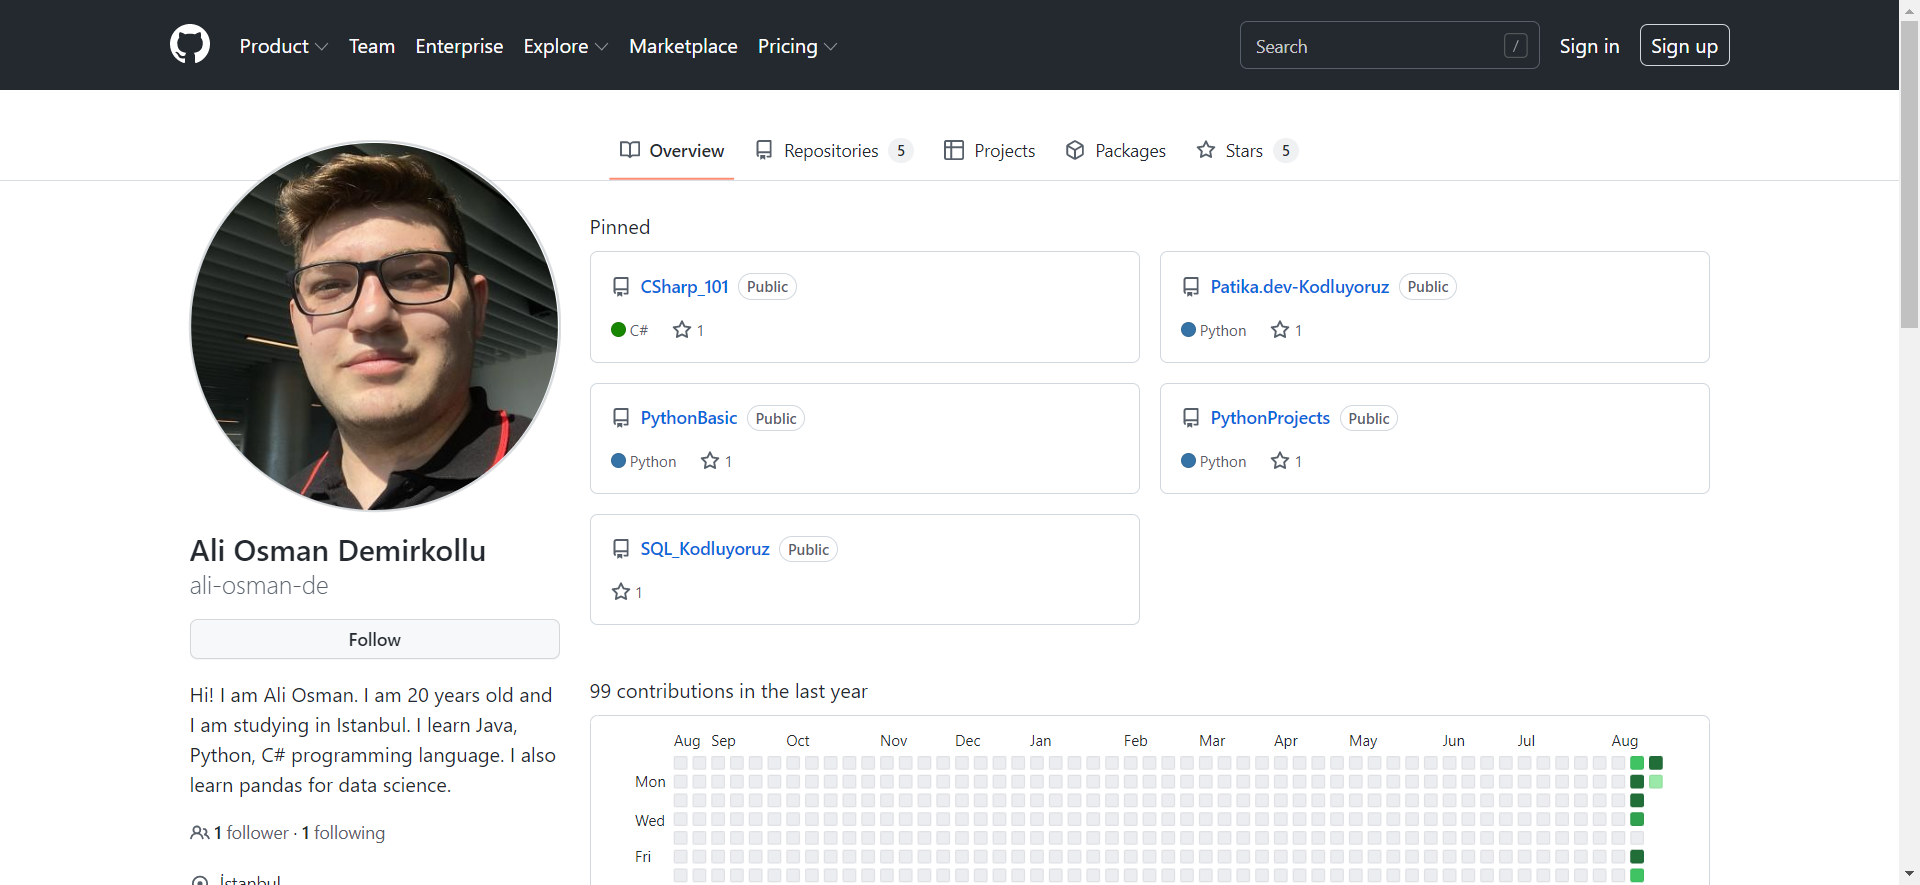 Product Team Enterprise Explore Marketplace Pricing Search / Sign in Sign up
Overview Repositories 5 Projects Packages Stars 5
Ali Osman Demirkollu
ali-osman-de
Follow
Hi! I am Ali Osman. I am 20 years old and
I am studying in Istanbul. I learn Java,
Python, C# programming language. I also
learn pandas for data science.
1 follower · 1 following
İstanbul
Pinned
CSharp_101 Public
C# 1
Patika.dev-Kodluyoruz Public
Python 1
PythonBasic Public
Python 1
PythonProjects Public
Python 1
SQL_Kodluyoruz Public
1
99 contributions in the last year
Aug Sep Oct Nov Dec Jan Feb Mar Apr May Jun Jul Aug
Mon
Wed
Fri